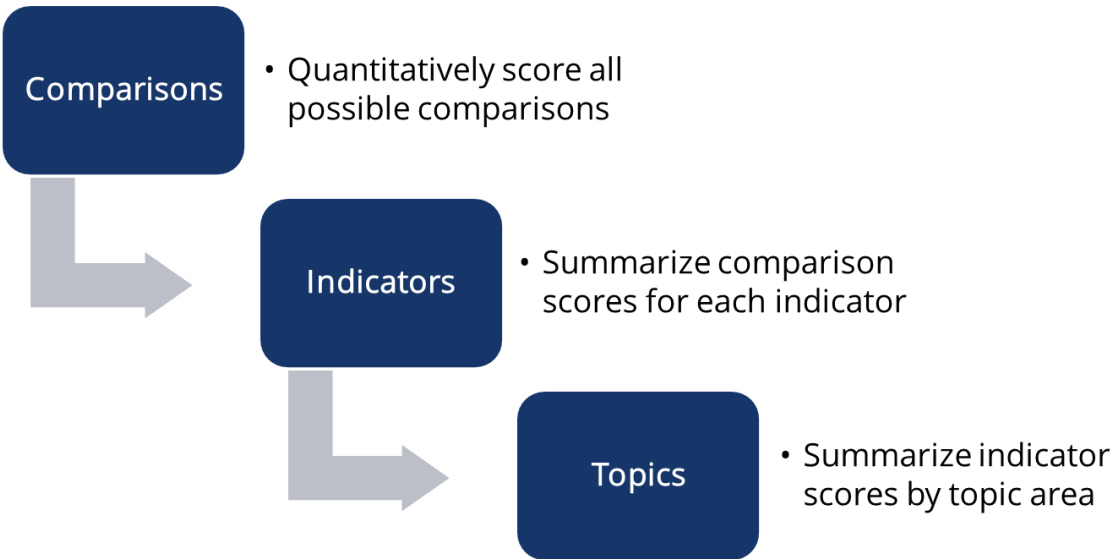 Comparisons
• Quantitatively score all
possible comparisons
Indicators
• Summarize comparison
scores for each indicator
Topics
• Summarize indicator
scores by topic area